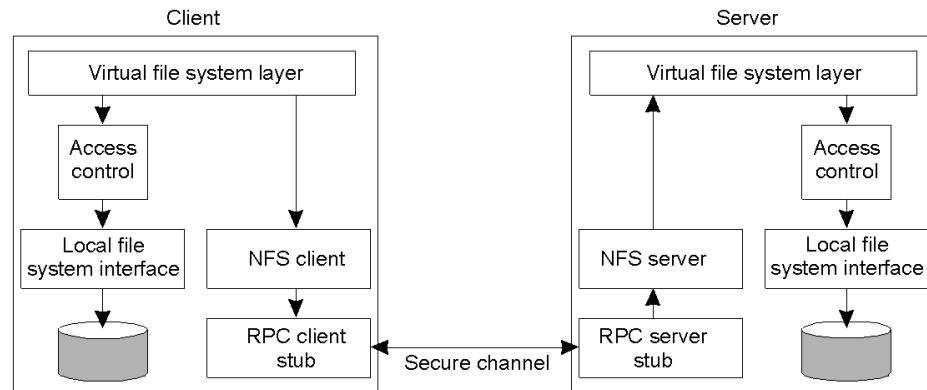 Client
Server
Virtual file system layer
Virtual file system layer
Access
control
Access
control
Local file
system interface
NFS client
NFS server
Local file
system interface
RPC client
stub
Secure channel
RPC server
stub